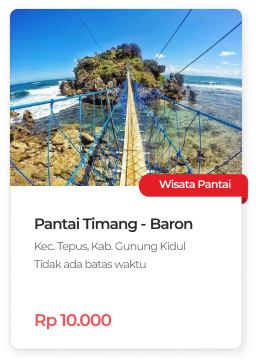 Wisata Pantai
Pantai Timang - Baron
Kec. Tepus, Kab. Gunung Kidul
Tidak ada batas waktu
Rp 10.000